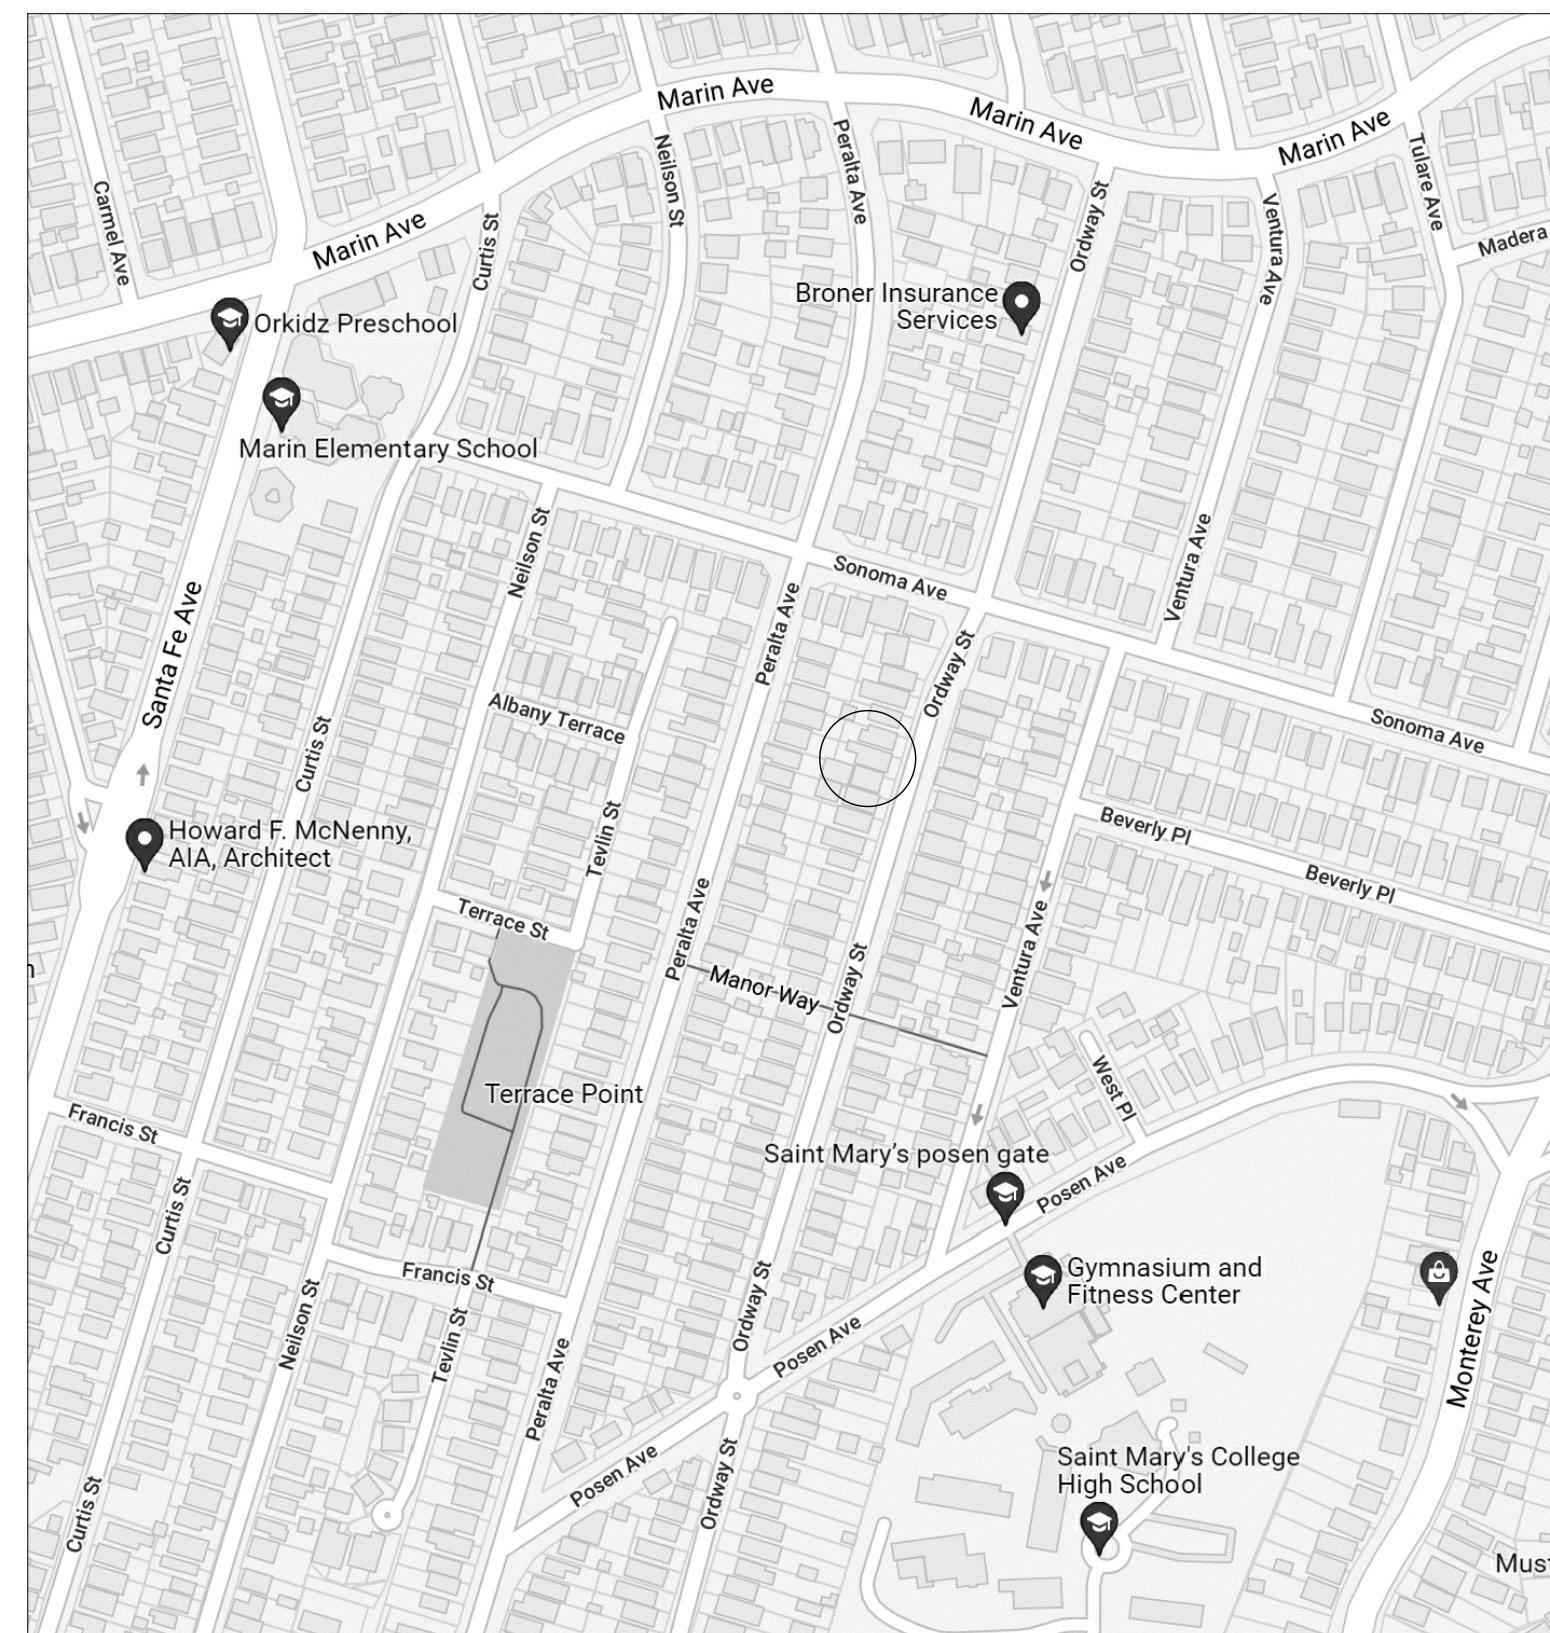 Marin Ave
Marin Ave
Marin Ave
Marin Ave
Neilson St
Peralta Ave
Tulare Ave
Carmel Ave
Curtis St
Ordway St
Ventura Ave
Madera
Broner Insurance
Services
Orkidz Preschool
Marin Elementary School
Neilson St
Ventura Ave
Sonoma Ave
Santa Fe Ave
Peralta Ave
Ordway St
Albany Terrace
Curtis St
Sonoma Ave
Tevlin St
Beverly Pl
Beverly Pl
Howard F. McNenny,
AIA, Architect
Terrace St
Peralta Ave
Ordway St
Ventura Ave
Manor Way
Terrace Point
West Pl
Francis St
Saint Mary's posen gate
Posen Ave
Curtis St
Francis St
Gymnasium and
Fitness Center
Neilson St
Tevlin St
Ordway St
Posen Ave
Monterey Ave
Peralta Ave
Posen Ave
Ordway St
Saint Mary's College
High School
Curtis St
Must